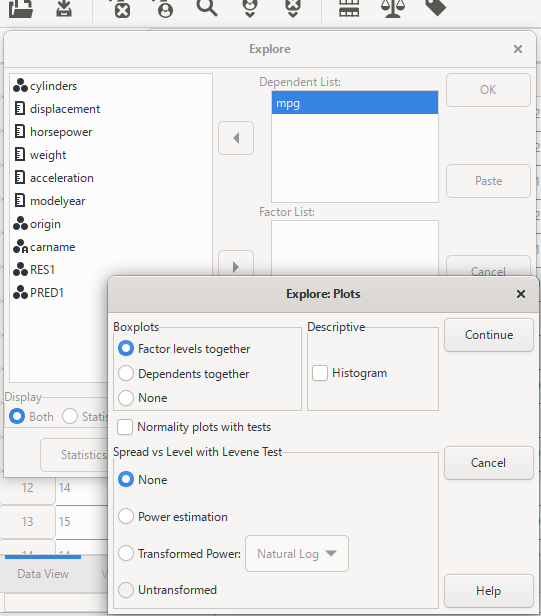 Explore
cylinders
displacement
horsepower
weight
acceleration
modelyear
origin
carname
RES1
PRED1
Dependent List:
mpg
OK
Paste
Factor List:
Cancel
Display
Both
Statistics
Explore: Plots
Boxplots
Factor levels together
Dependents together
None
Descriptive
Histogram
Continue
Normality plots with tests
Spread vs Level with Levene Test
None
Power estimation
Transformed Power: Natural Log
Untransformed
Cancel
Help
12 14
13 15
14 14
Data View